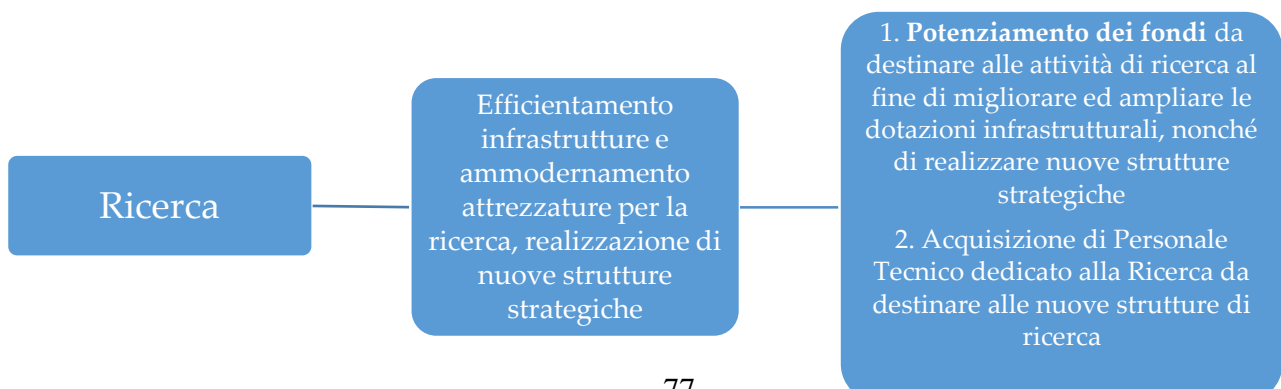 Ricerca
Efficientamento
infrastrutture e
ammodernamento
attrezzature per la
ricerca, realizzazione di
nuove strutture
strategiche
1. Potenziamento dei fondi da
destinare alle attività di ricerca al
fine di migliorare ed ampliare le
dotazioni infrastrutturali, nonché
di realizzare nuove strutture
strategiche
2. Acquisizione di Personale
Tecnico dedicato alla Ricerca da
destinare alle nuove strutture di
ricerca
77